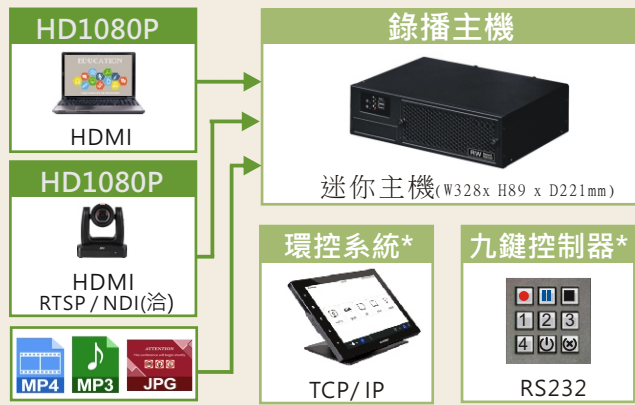 HD1080P
EDUCATION
HDMI
HD1080P
HDMI
RTSP / NDI(洽)
MP4
MP3
ATTENTION
JPG
錄播主機
RW
迷你主機(W328x H89 x D221mm)
環控系統*
TCP/ IP
九鍵控制器*
1 2 3
4
RS232